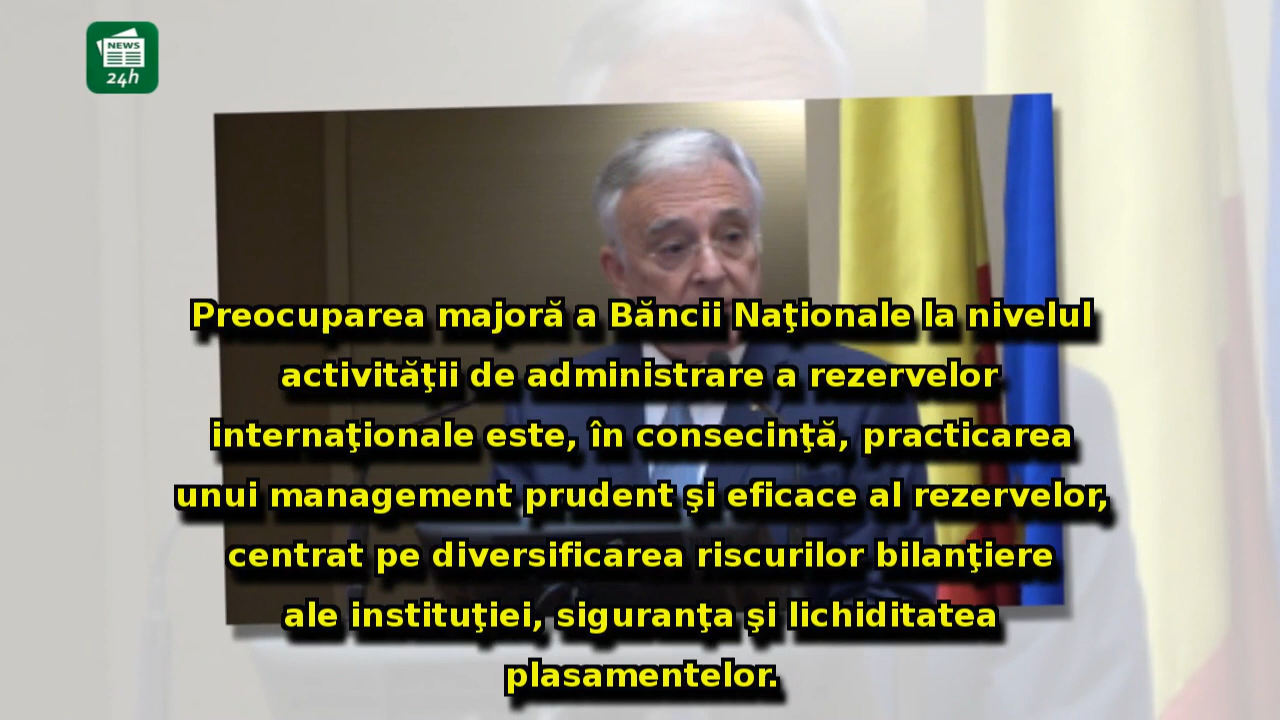 NEWS
24h
Preocuparea majoră a Băncii Naţionale la nivelul
activităţii de administrare a rezervelor
internaţionale este, în consecinţă, practicarea
unui management prudent şi eficace al rezervelor,
centrat pe diversificarea riscurilor bilanţiere
ale instituţiei, siguranţa şi lichiditatea
plasamentelor.